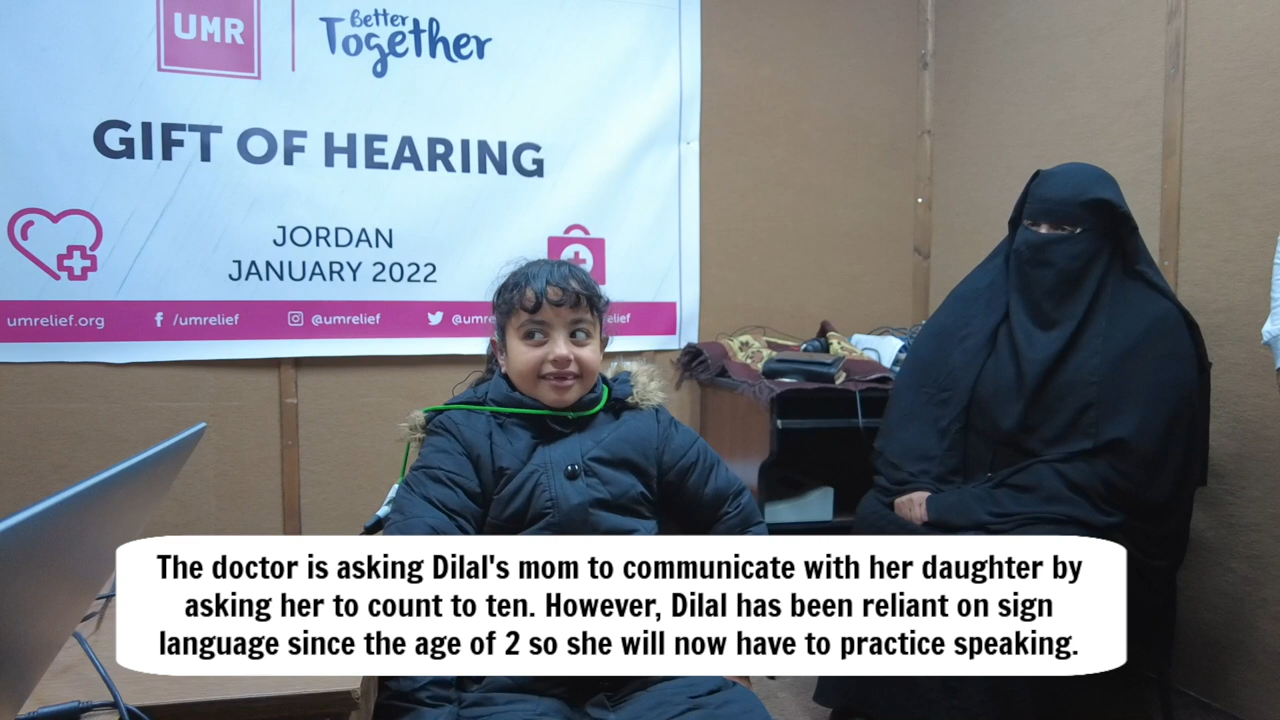 UMR
Better
Together
GIFT OF HEARING
JORDAN
JANUARY 2022
umrelief.org /umrelief @umrelief
The doctor is asking Dilal's mom to communicate with her daughter by
asking her to count to ten. However, Dilal has been reliant on sign
language since the age of 2 so she will now have to practice speaking.